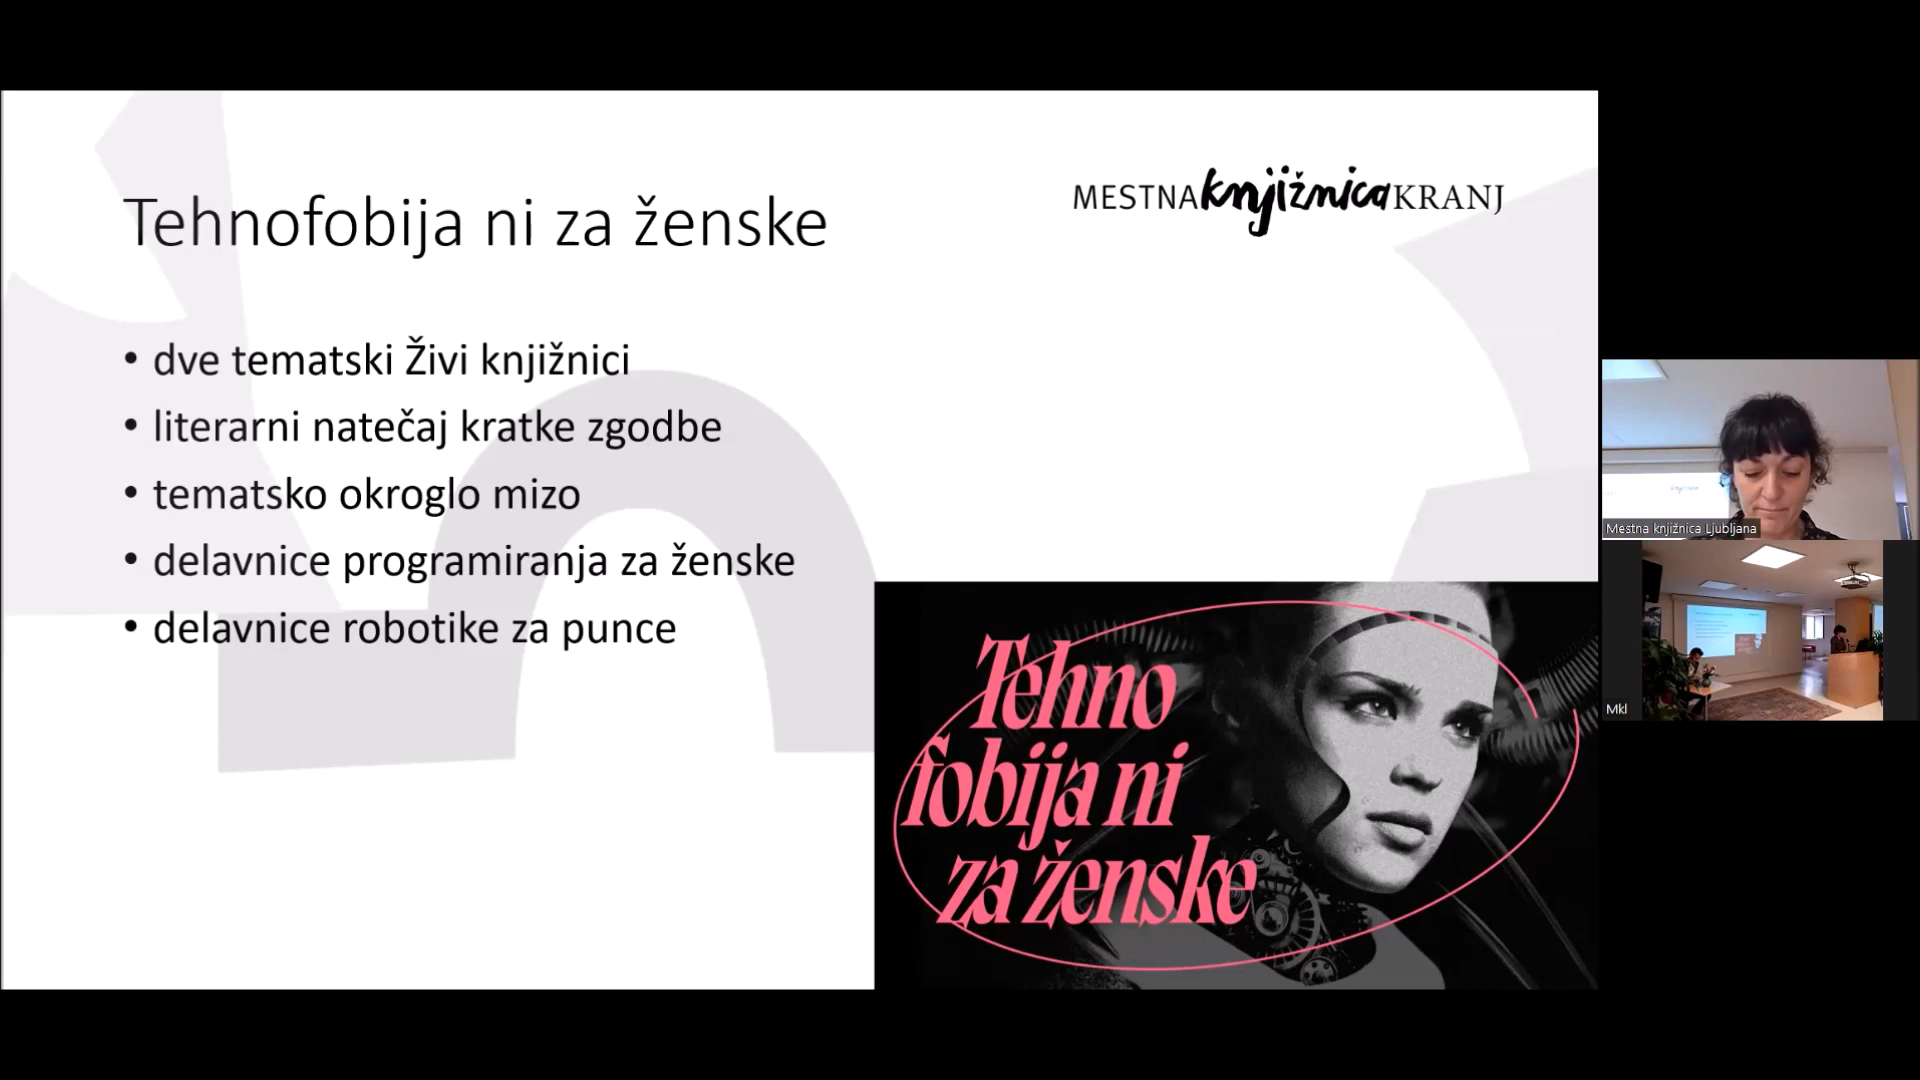 Tehnofobija ni za ženske
MESTNA knjižnica KRANJ
• dve tematski Živi knjižnici
• literarni natečaj kratke zgodbe
• tematsko okroglo mizo
• delavnice programiranja za ženske
• delavnice robotike za punce
Tehno
fobija ni
za ženske
Mestna knjižnica Ljubljana
Mkl